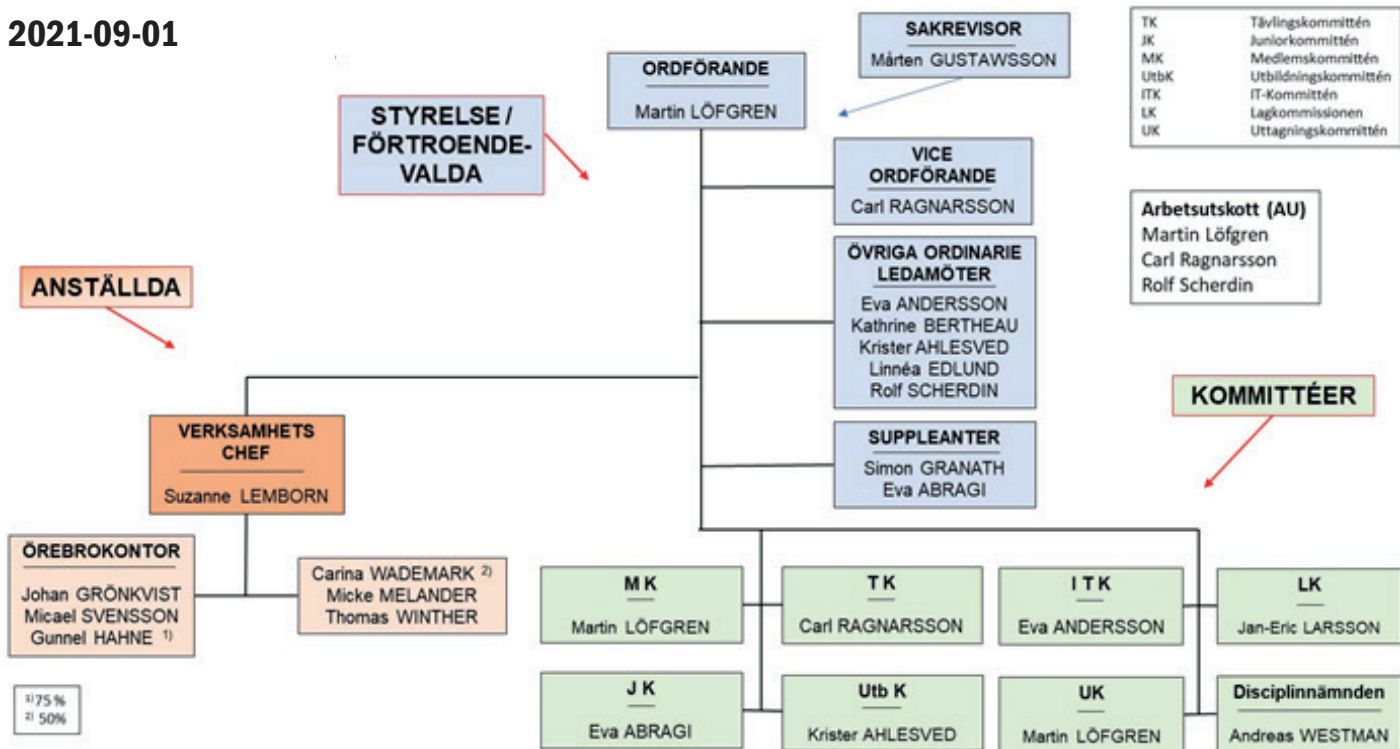 2021-09-01
SAKREVISOR
Mårten GUSTAWSSON
TK Tävlingskommittén
JK Juniorkommittén
MK Medlemskommittén
UtbK Utbildningskommittén
ITK IT-Kommittén
LK Lagkommissionen
UK Uttagningskommittén
ORDFÖRANDE
Martin LÖFGREN
STYRELSE /
FÖRTROENDE-
VALDA
VICE
ORDFÖRANDE
Carl RAGNARSSON
Arbetsutskott (AU)
Martin Löfgren
Carl Ragnarsson
Rolf Scherdin
ÖVRIGA ORDINARIE
LEDAMÖTER
Eva ANDERSSON
Kathrine BERTHEAU
Krister AHLESVED
Linnéa EDLUND
Rolf SCHERDIN
ANSTÄLLDA
KOMMITTÉER
VERKSAMHETS
CHEF
Suzanne LEMBORN
SUPPLEANTER
Simon GRANATH
Eva ABRAGI
ÖREBROKONTOR
Johan GRÖNKVIST
Micael SVENSSON
Gunnel HAHNE 1)
Carina WADEMARK 2)
Micke MELANDER
Thomas WINTHER
M K
Martin LÖFGREN
T K
Carl RAGNARSSON
I T K
Eva ANDERSSON
LK
Jan-Eric LARSSON
J K
Eva ABRAGI
Utb K
Krister AHLESVED
UK
Martin LÖFGREN
Disciplinnämnden
Andreas WESTMAN
1) 75 %
2) 50%